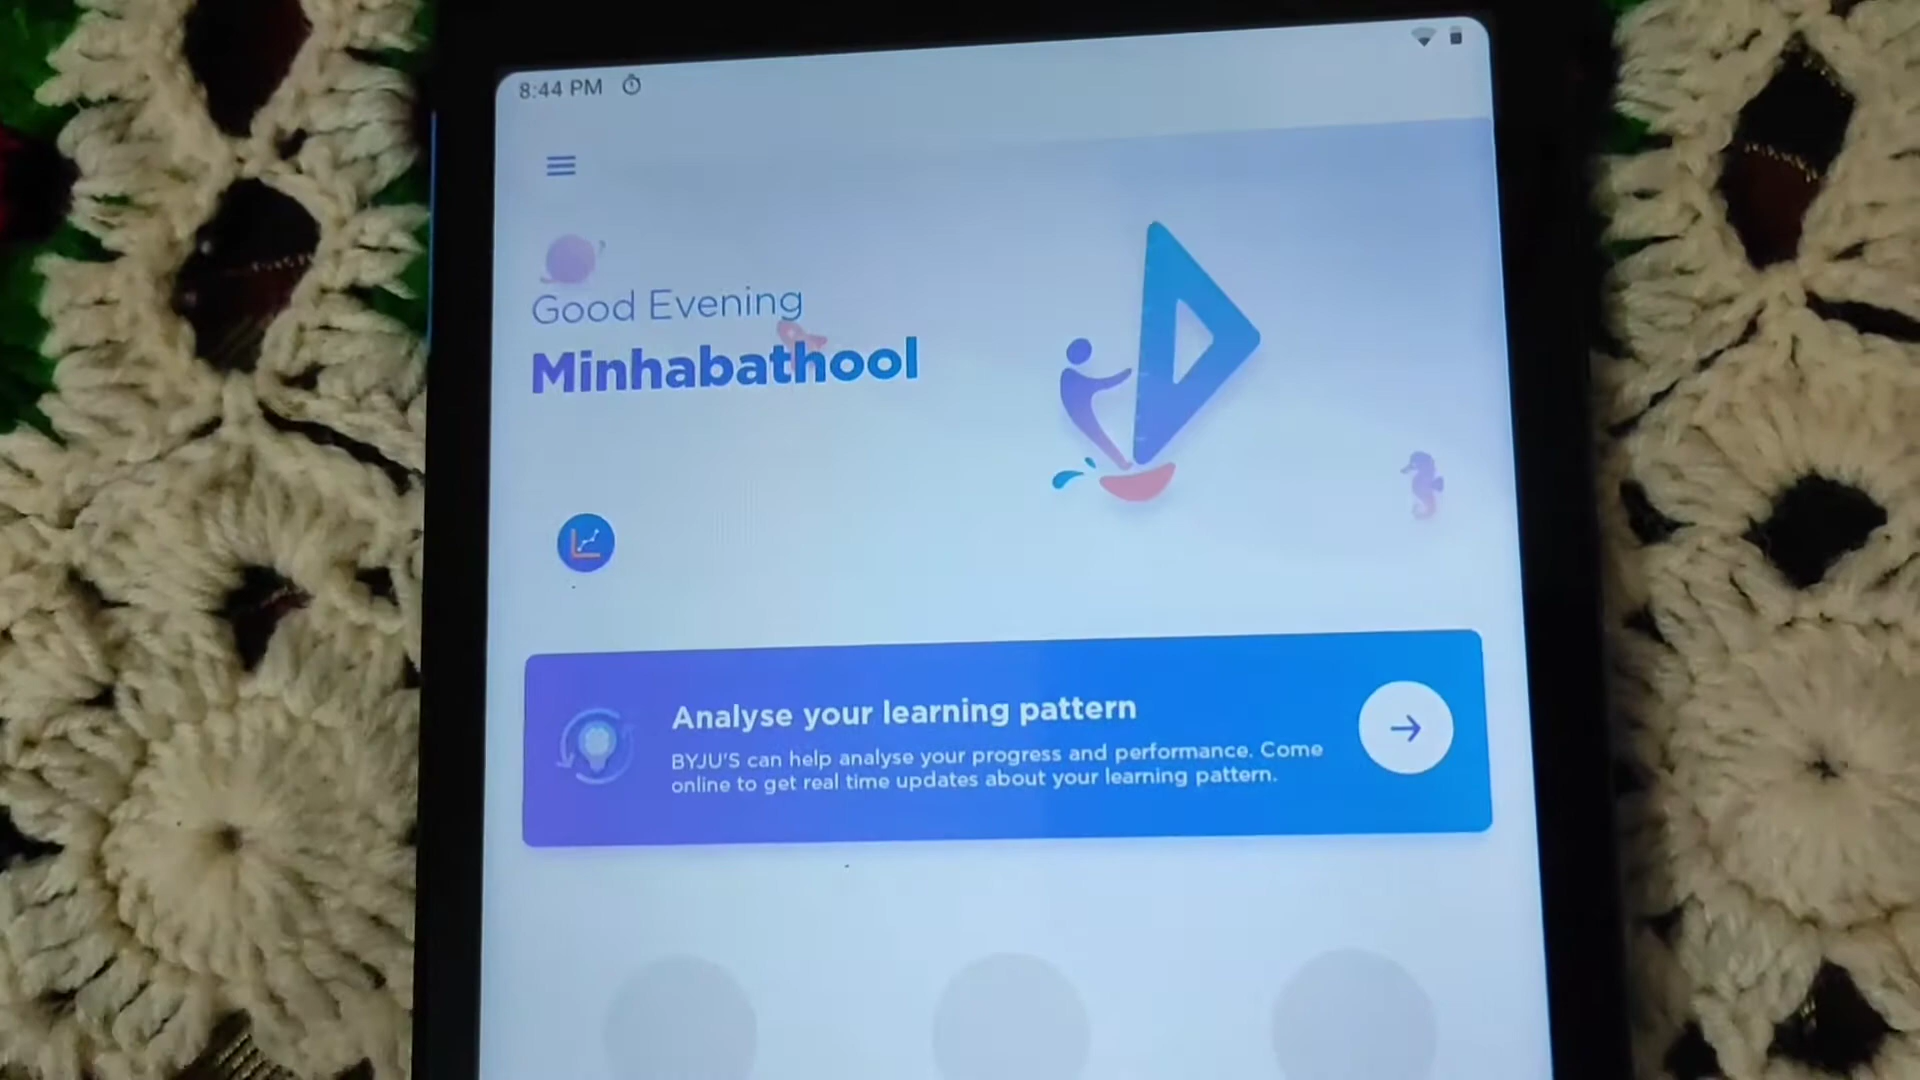 8:44 PM
Good Evening
Minhabathool
Analyse your learning pattern
BYJU'S can help analyse your progress and performance. Come
online to get real time updates about your learning pattern.